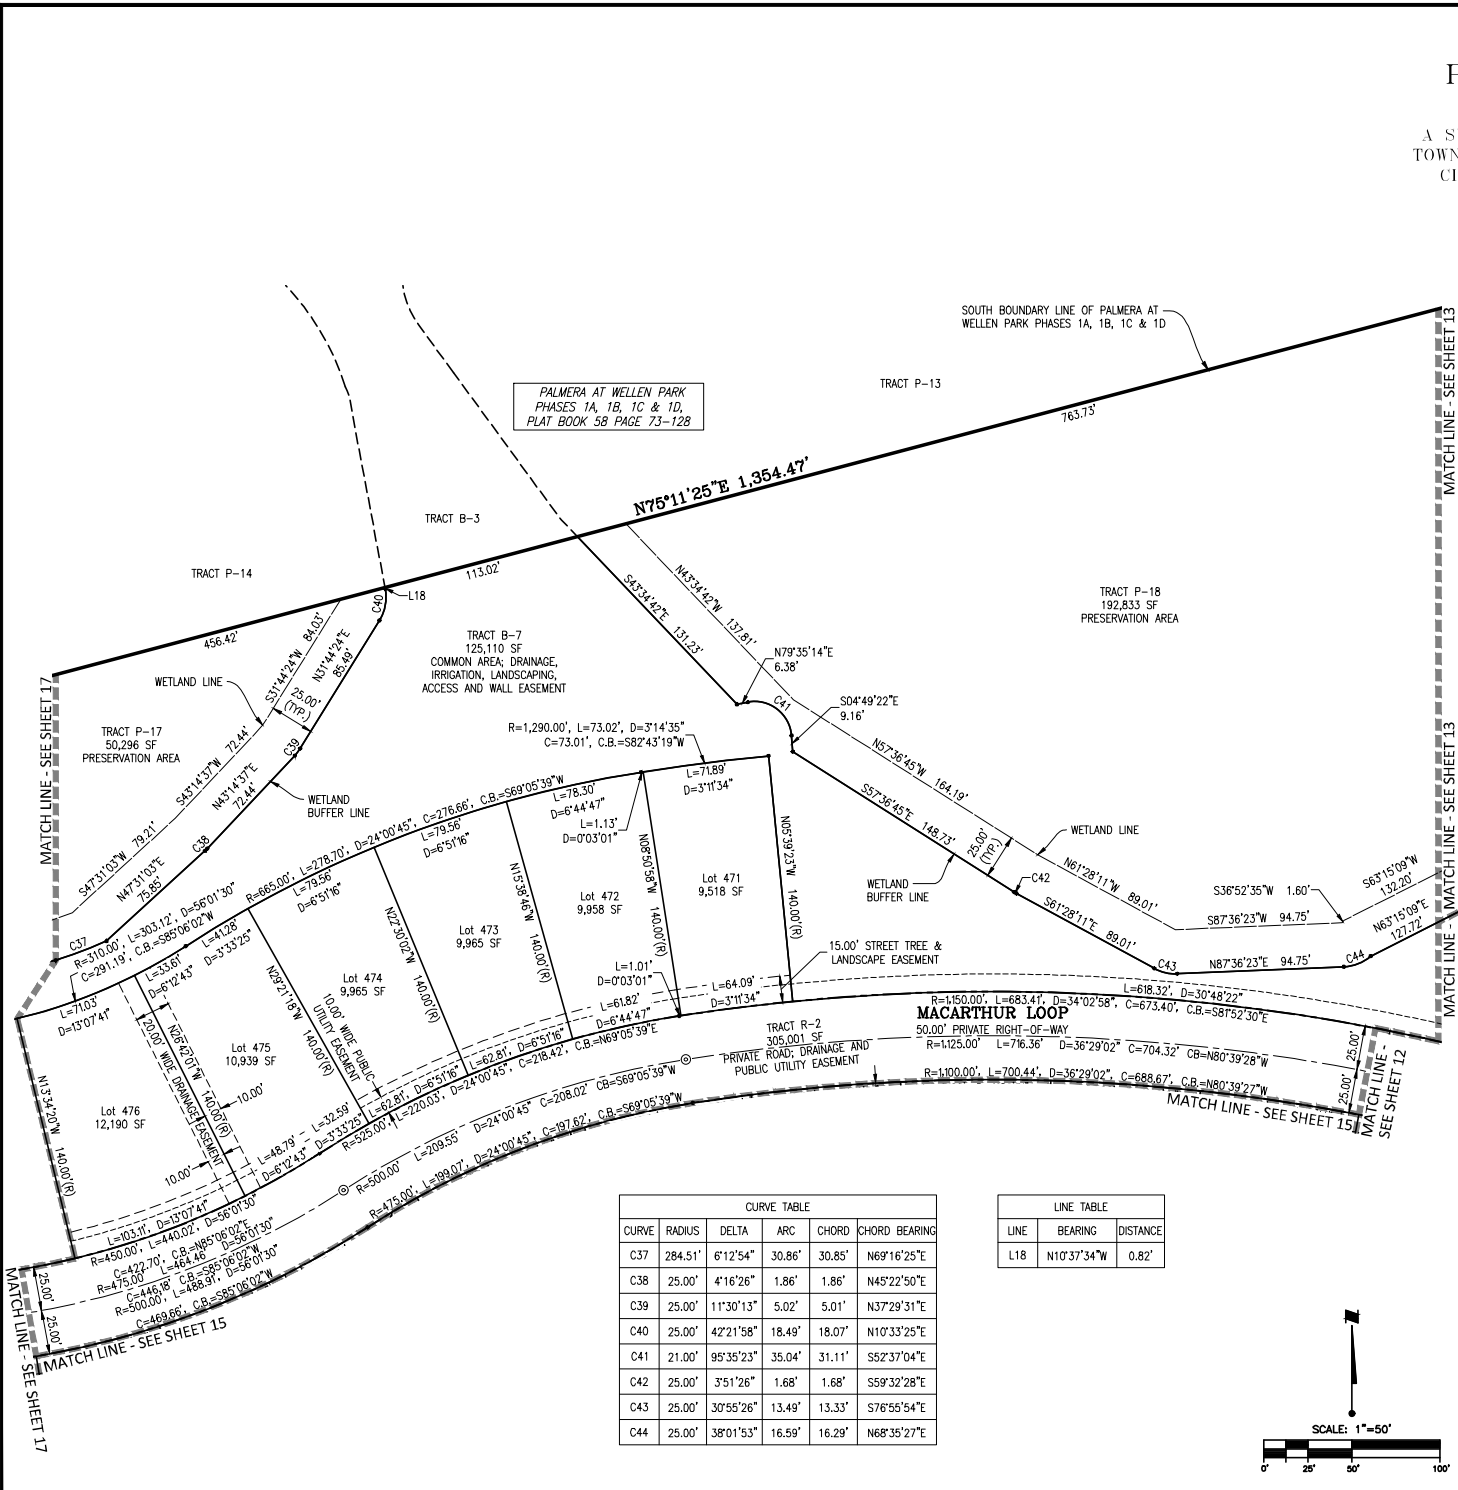 P
A S
TOWN
CI
SOUTH BOUNDARY LINE OF PALMERA AT
WELLEN PARK PHASES 1A, 1B, 1C & 1D
TRACT P-13
763.73'
PALMERA AT WELLEN PARK
PHASES 1A, 1B, 1C & 1D,
PLAT BOOK 58 PAGE 73-128
N75°11'25"E 1,354.47'
TRACT B-3
TRACT P-14
113.02'
L18
C40
456.42'
MATCH LINE - SEE SHEET 13
MATCH LINE - SEE SHEET 13
MATCH LINE - SEE SHEET 17
TRACT P-18
192,833 SF
PRESERVATION AREA
N43°34'42"W 137.81'
S43°34'42"E 131.23'
TRACT B-7
125,110 SF
COMMON AREA; DRAINAGE,
IRRIGATION, LANDSCAPING,
ACCESS AND WALL EASEMENT
S31°44'24"W 84.03'
N31°44'24"E
85.49'
25.00'
(TYP.)
WETLAND LINE
TRACT P-17
50,296 SF
PRESERVATION AREA
C39
S43°14'37"W 72.44'
N43°14'37"E
72.44'
WETLAND
BUFFER LINE
C38
S47°31'03"W 79.21'
N47°31'03"E
75.85'
C37
N79°35'14"E
6.38'
C41
S04°49'22"E
9.16'
R=1,290.00', L=73.02', D=3°14'35"
C=73.01', C.B.=S82°43'19"W
N57°36'45"W 164.19'
S57°36'45"E 148.73'
25.00'
(TYP.)
WETLAND LINE
WETLAND
BUFFER LINE
C42
N61°28'11"W 89.01'
S61°28'11"E 89.01'
S36°52'35"W 1.60'
S63°15'09"W
132.20'
S87°36'23"W 94.75'
N63°15'09"E
127.72'
C43
N87°36'23"E 94.75'
C44
MATCH LINE - SEE SHEET 13
L=71.89'
D=3°11'34"
L=78.30'
D=6°44'47"
L=1.13'
D=0°03'01"
R=665.00', L=278.70', D=24°00'45", C=276.66', C.B.=S69°05'39"W
L=79.56'
D=6°51'16"
L=79.56'
D=6°51'16"
R=310.00', L=303.12', D=56°01'30"
C=291.19', C.B.=S85°06'02"W
L=41.28'
D=3°33'25"
L=33.61'
D=6°12'43"
L=71.03'
D=13°07'41"
N05°39'23"W 140.00'(R)
N08°50'58"W 140.00'(R)
N15°38'46"W 140.00'(R)
N22°30'02"W 140.00'(R)
N29°21'18"W 140.00'(R)
N26°42'01"W 140.00'(R)
N13°34'20"W 140.00'(R)
Lot 471
9,518 SF
Lot 472
9,958 SF
Lot 473
9,965 SF
Lot 474
9,965 SF
Lot 475
10,939 SF
Lot 476
12,190 SF
10.00' WIDE PUBLIC
UTILITY EASEMENT
20.00' WIDE DRAINAGE EASEMENT
10.00'
10.00'
15.00' STREET TREE &
LANDSCAPE EASEMENT
L=1.01'
D=0°03'01"
L=64.09'
D=3°11'34"
L=61.82'
D=6°44'47"
L=62.81', D=6°51'16"
L=62.81', D=6°51'16"
R=525.00', L=220.03', D=24°00'45", C=218.42', C.B.=N69°05'39"E
L=32.59'
D=3°33'25"
L=48.79'
D=6°12'43"
L=103.11', D=13°07'41"
R=450.00', L=440.02', D=56°01'30"
C=422.70', C.B.=N85°06'02"E
R=475.00' L=464.46' D=56°01'30"
C=446.18' C.B.=S85°06'02"W
R=500.00', L=488.91', D=56°01'30"
C=469.66', C.B.=S85°06'02"W
R=500.00' L=209.55' D=24°00'45" C=208.02' CB=S69°05'39"W
R=475.00', L=199.07', D=24°00'45", C=197.62', C.B.=S69°05'39"W
L=618.32', D=30°48'22"
R=1,150.00', L=683.41', D=34°02'58", C=673.40', C.B.=S81°52'30"E
MACARTHUR LOOP
50.00' PRIVATE RIGHT-OF-WAY
R=1,125.00' L=716.36' D=36°29'02" C=704.32' CB=N80°39'28"W
R=1,100.00', L=700.44', D=36°29'02", C=688.67', C.B.=N80°39'27"W
TRACT R-2
305,001 SF
PRIVATE ROAD; DRAINAGE AND
PUBLIC UTILITY EASEMENT
25.00'
25.00'
MATCH LINE - SEE SHEET 15
MATCH LINE -
SEE SHEET 12
25.00'
25.00'
MATCH LINE - SEE SHEET 15
MATCH LINE - SEE SHEET 17
CURVE TABLE
CURVE RADIUS DELTA ARC CHORD CHORD BEARING
C37 284.51' 6°12'54" 30.86' 30.85' N69°16'25"E
C38 25.00' 4°16'26" 1.86' 1.86' N45°22'50"E
C39 25.00' 11°30'13" 5.02' 5.01' N37°29'31"E
C40 25.00' 42°21'58" 18.49' 18.07' N10°33'25"E
C41 21.00' 95°35'23" 35.04' 31.11' S52°37'04"E
C42 25.00' 3°51'26" 1.68' 1.68' S59°32'28"E
C43 25.00' 30°55'26" 13.49' 13.33' S76°55'54"E
C44 25.00' 38°01'53" 16.59' 16.29' N68°35'27"E
LINE TABLE
LINE BEARING DISTANCE
L18 N10°37'34"W 0.82'
SCALE: 1"=50'
0' 25' 50' 100'